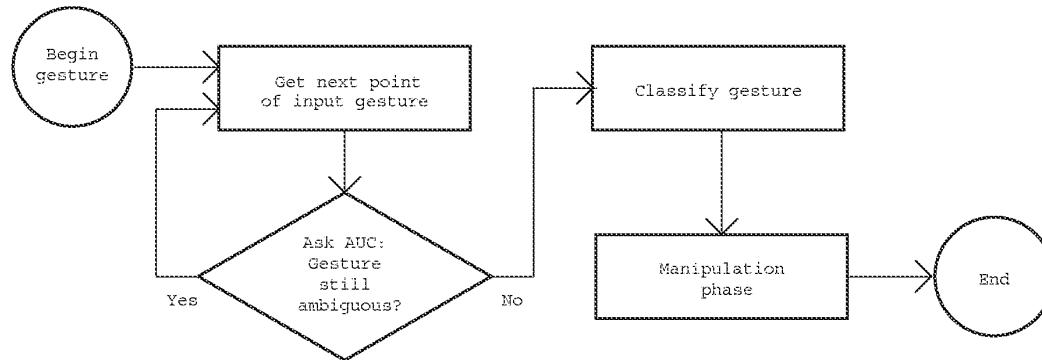 Begin
gesture
Get next point
of input gesture
Ask AUC:
Gesture
still
ambiguous?
Yes
No
Classify gesture
Manipulation
phase
End